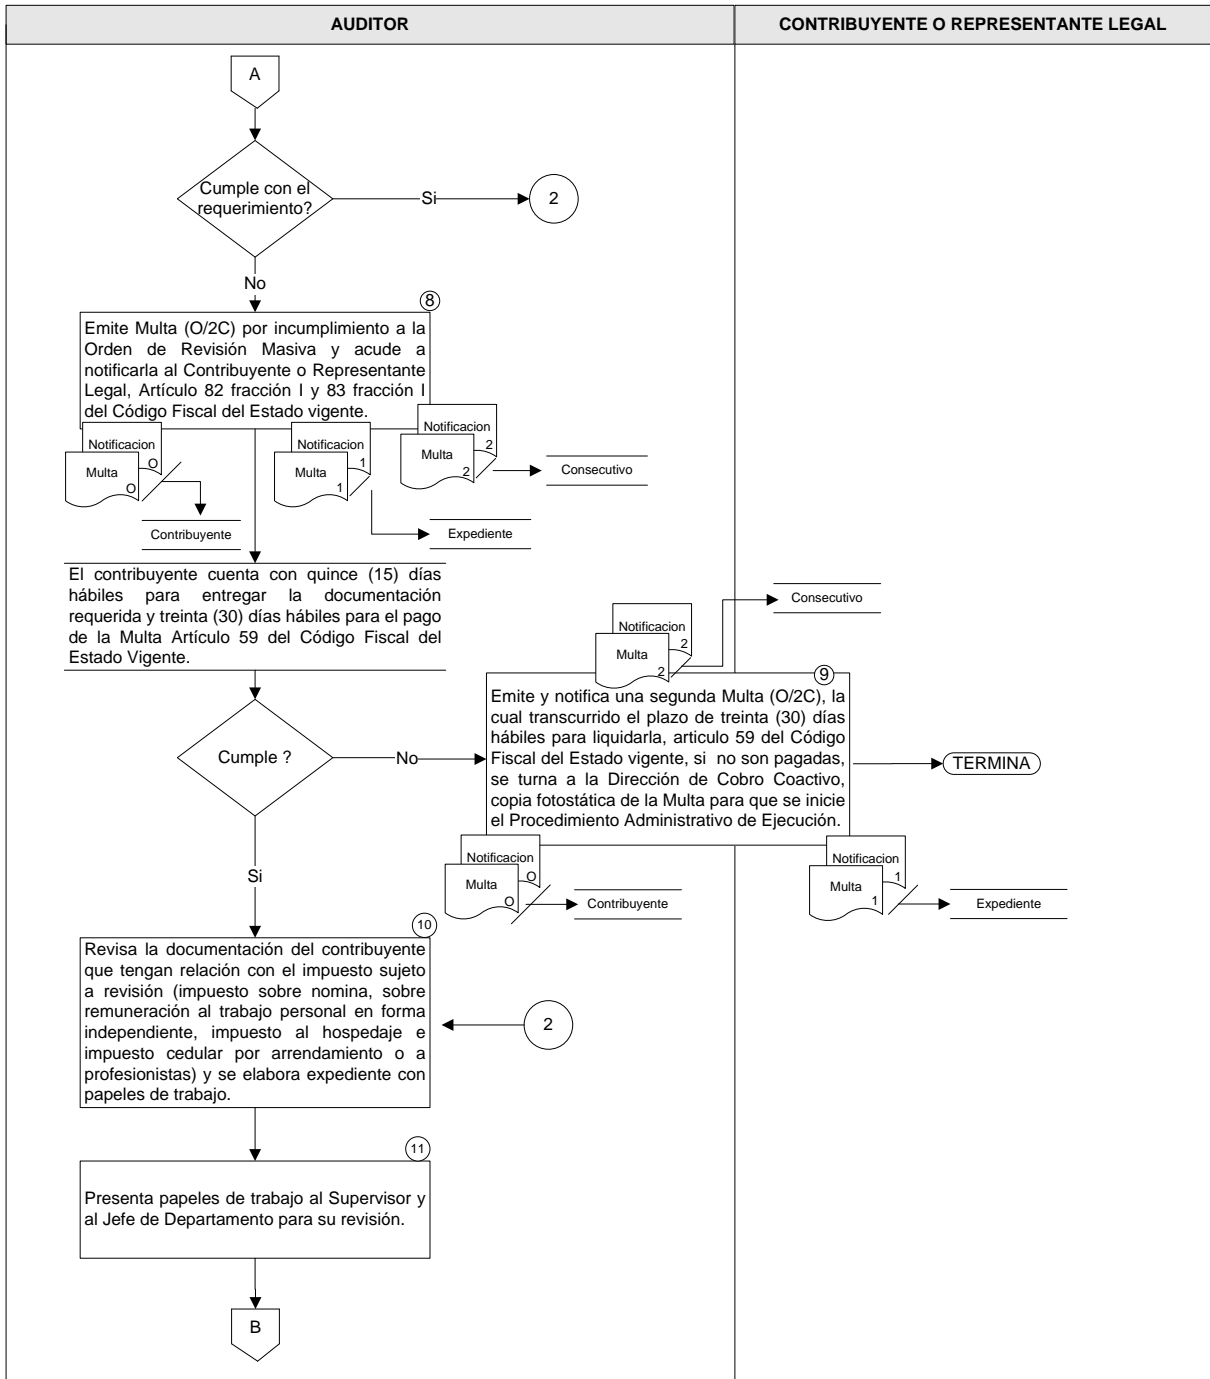 AUDITOR
CONTRIBUYENTE O REPRESENTANTE LEGAL
A
Cumple con el
requerimiento?
Si
2
No
8
Emite Multa (O/2C) por incumplimiento a la
Orden de Revisión Masiva y acude a
notificarla al Contribuyente o Representante
Legal, Artículo 82 fracción I y 83 fracción I
del Código Fiscal del Estado vigente.
Notificacion
O
Multa
O
Contribuyente
Notificacion
1
Multa
1
Expediente
Notificacion
2
Multa
2
Consecutivo
El contribuyente cuenta con quince (15) días
hábiles para entregar la documentación
requerida y treinta (30) días hábiles para el pago
de la Multa Artículo 59 del Código Fiscal del
Estado Vigente.
Consecutivo
Notificacion
2
Multa
2
Cumple ?
No
9
Emite y notifica una segunda Multa (O/2C), la
cual transcurrido el plazo de treinta (30) días
hábiles para liquidarla, articulo 59 del Código
Fiscal del Estado vigente, si no son pagadas,
se turna a la Dirección de Cobro Coactivo,
copia fotostática de la Multa para que se inicie
el Procedimiento Administrativo de Ejecución.
TERMINA
Notificacion
O
Multa
O
Contribuyente
Notificacion
1
Multa
1
Expediente
Si
10
Revisa la documentación del contribuyente
que tengan relación con el impuesto sujeto
a revisión (impuesto sobre nomina, sobre
remuneración al trabajo personal en forma
independiente, impuesto al hospedaje e
impuesto cedular por arrendamiento o a
profesionistas) y se elabora expediente con
papeles de trabajo.
2
11
Presenta papeles de trabajo al Supervisor y
al Jefe de Departamento para su revisión.
B